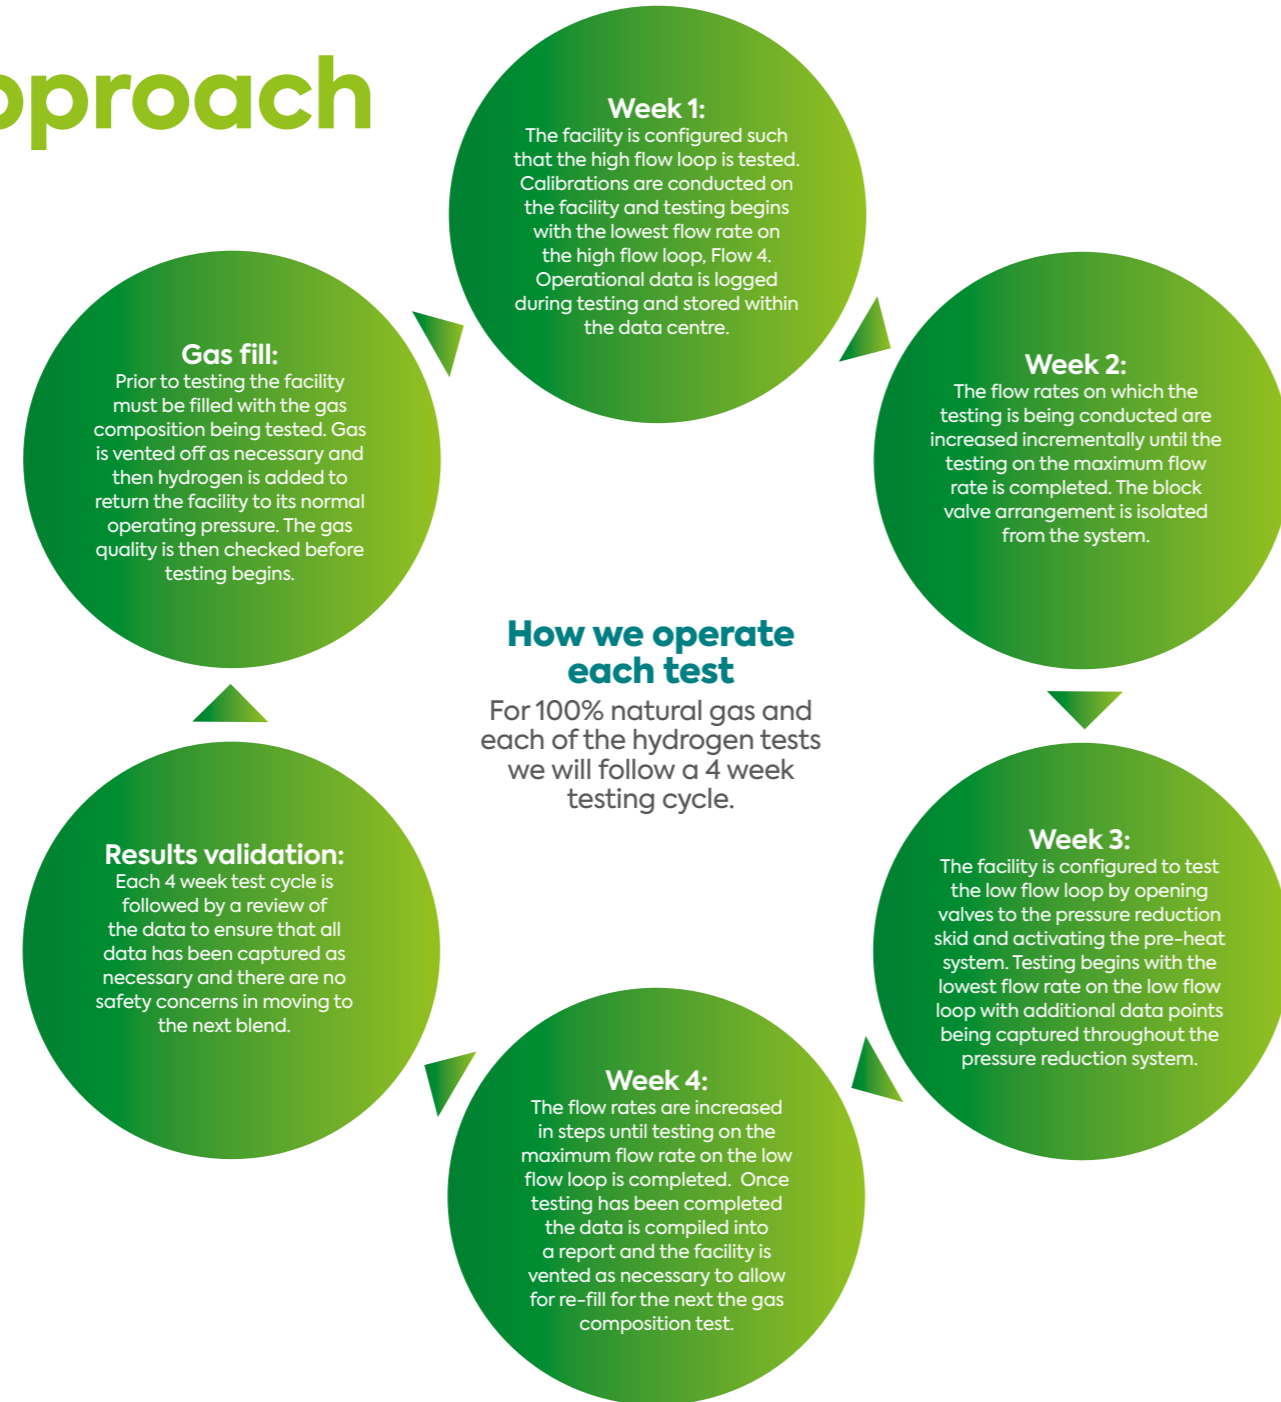 pproach
Week 1:
The facility is configured such
that the high flow loop is tested.
Calibrations are conducted on
the facility and testing begins
with the lowest flow rate on
the high flow loop, Flow 4.
Operational data is logged
during testing and stored within
the data centre.
Week 2:
The flow rates on which the
testing is being conducted are
increased incrementally until the
testing on the maximum flow
rate is completed. The block
valve arrangement is isolated
from the system.
Week 3:
The facility is configured to test
the low flow loop by opening
valves to the pressure reduction
skid and activating the pre-heat
system. Testing begins with the
lowest flow rate on the low flow
loop with additional data points
being captured throughout the
pressure reduction system.
Week 4:
The flow rates are increased
in steps until testing on the
maximum flow rate on the low
flow loop is completed.  Once
testing has been completed
the data is compiled into
a report and the facility is
vented as necessary to allow
for re-fill for the next the gas
composition test.
Results validation:
Each 4 week test cycle is
followed by a review of
the data to ensure that all
data has been captured as
necessary and there are no
safety concerns in moving to
the next blend.
Gas fill:
Prior to testing the facility
must be filled with the gas
composition being tested. Gas
is vented off as necessary and
then hydrogen is added to
return the facility to its normal
operating pressure. The gas
quality is then checked before
testing begins.
How we operate
each test
For 100% natural gas and
each of the hydrogen tests
we will follow a 4 week
testing cycle.